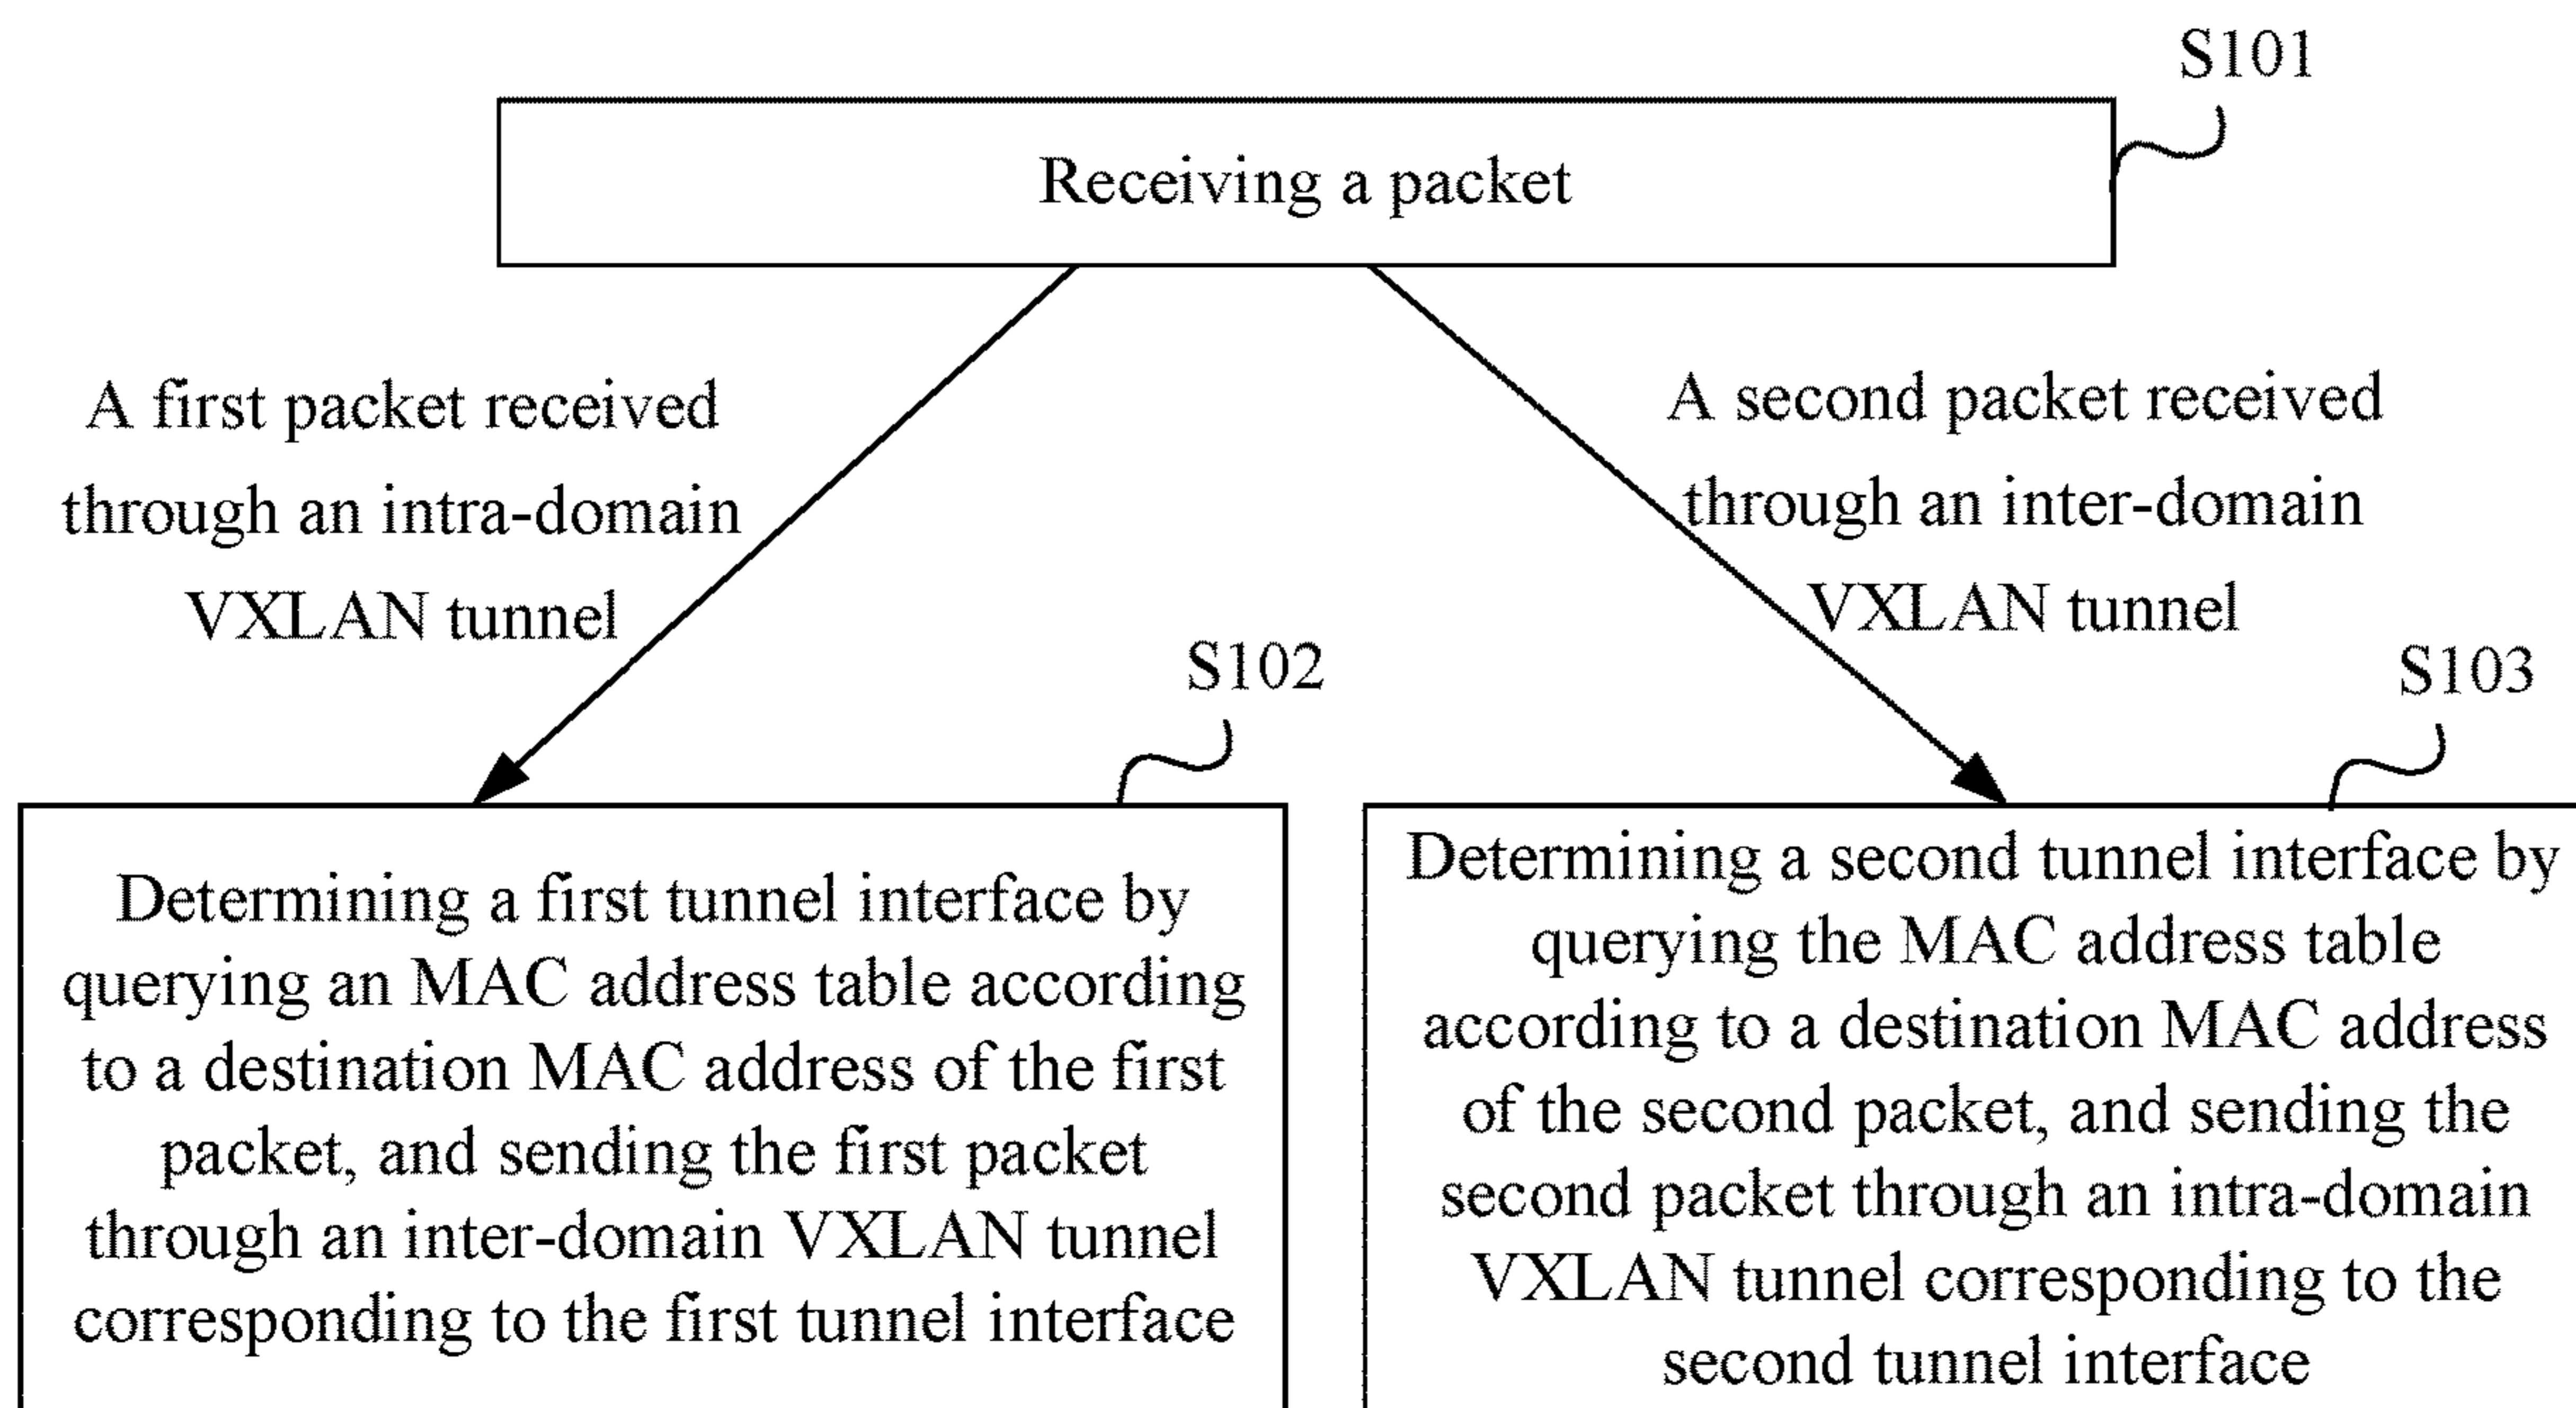 S101
Receiving a packet
A first packet received
through an intra-domain
VXLAN tunnel
A second packet received
through an inter-domain
VXLAN tunnel
S102
Determining a first tunnel interface by
querying an MAC address table according
to a destination MAC address of the first
packet, and sending the first packet
through an inter-domain VXLAN tunnel
corresponding to the first tunnel interface
S103
Determining a second tunnel interface by
querying the MAC address table
according to a destination MAC address
of the second packet, and sending the
second packet through an intra-domain
VXLAN tunnel corresponding to the
second tunnel interface